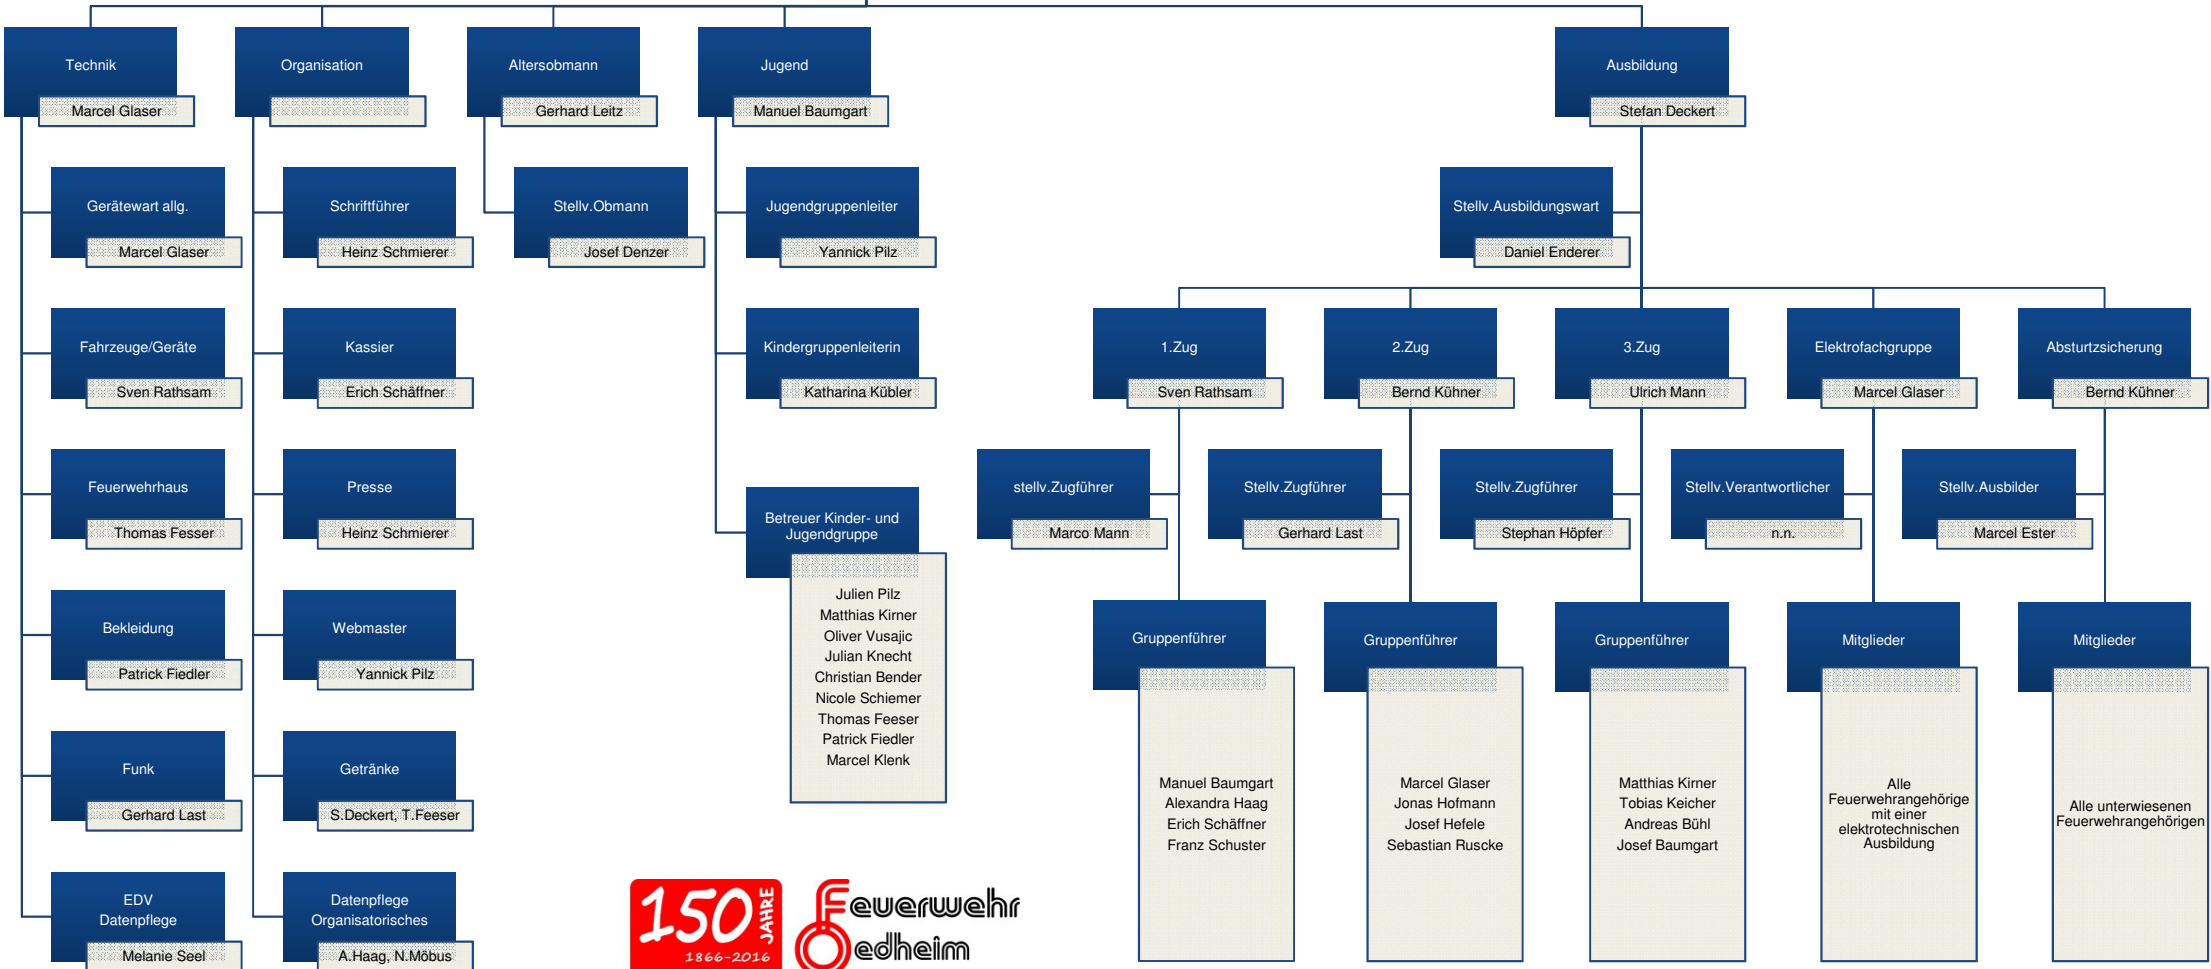 Technik
Marcel Glaser
Organisation
Altersobmann
Gerhard Leitz
Jugend
Manuel Baumgart
Ausbildung
Stefan Deckert
Gerätewart allg.
Marcel Glaser
Schriftführer
Heinz Schmierer
Stellv.Obmann
Josef Denzer
Jugendgruppenleiter
Yannick Pilz
Stellv.Ausbildungswart
Daniel Enderer
Fahrzeuge/Geräte
Sven Rathsam
Kassier
Erich Schäffner
Kindergruppenleiterin
Katharina Kübler
1.Zug
Sven Rathsam
2.Zug
Bernd Kühner
3.Zug
Ulrich Mann
Elektrofachgruppe
Marcel Glaser
Absturtzsicherung
Bernd Kühner
Feuerwehrhaus
Thomas Fesser
Presse
Heinz Schmierer
Betreuer Kinder- und
Jugendgruppe
Julien Pilz
Matthias Kirner
Oliver Vusajic
Julian Knecht
Christian Bender
Nicole Schiemer
Thomas Feeser
Patrick Fiedler
Marcel Klenk
stellv.Zugführer
Marco Mann
Stellv.Zugführer
Gerhard Last
Stellv.Zugführer
Stephan Höpfer
Stellv.Verantwortlicher
n.n.
Stellv.Ausbilder
Marcel Ester
Bekleidung
Patrick Fiedler
Webmaster
Yannick Pilz
Gruppenführer
Manuel Baumgart
Alexandra Haag
Erich Schäffner
Franz Schuster
Gruppenführer
Marcel Glaser
Jonas Hofmann
Josef Hefele
Sebastian Ruscke
Gruppenführer
Matthias Kirner
Tobias Keicher
Andreas Bühl
Josef Baumgart
Mitglieder
Alle
Feuerwehrangehörige
mit einer
elektrotechnischen
Ausbildung
Mitglieder
Alle unterwiesenen
Feuerwehrangehörigen
Funk
Gerhard Last
Getränke
S.Deckert, T.Feeser
EDV
Datenpflege
Melanie Seel
Datenpflege
Organisatorisches
A.Haag, N.Möbus
150 JAHRE
1866-2016
Feuerwehr
Oedheim